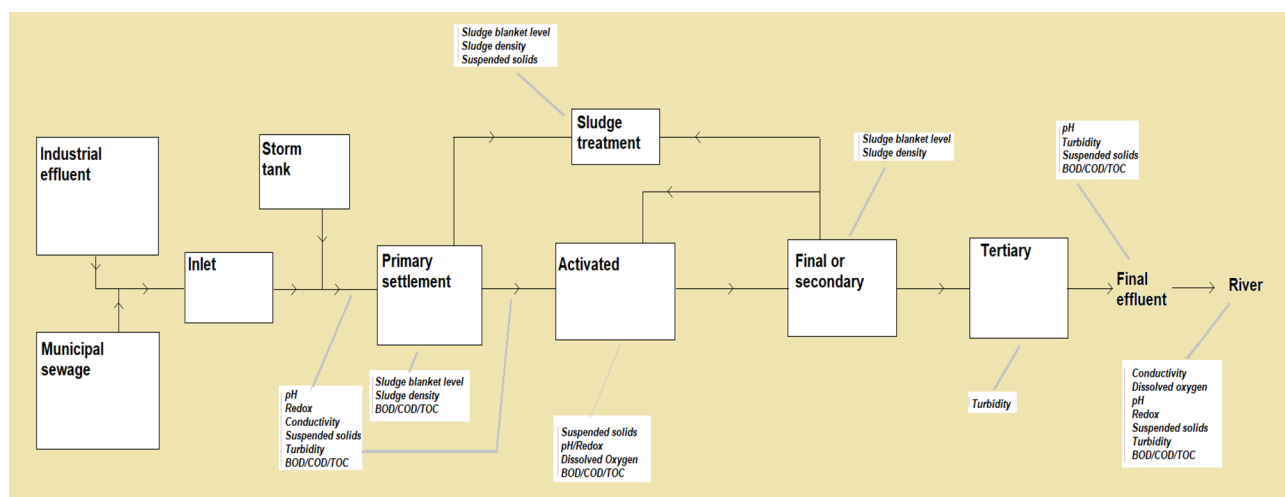 Sludge blanket level
Sludge density
Suspended solids
Industrial
effluent
Storm
tank
Sludge
treatment
Sludge blanket level
Sludge density
pH
Turbidity
Suspended solids
BOD/COD/TOC
Inlet
Primary
settlement
Activated
Final or
secondary
Tertiary
Final
effluent
River
Municipal
sewage
pH
Redox
Conductivity
Suspended solids
Turbidity
BOD/COD/TOC
Sludge blanket level
Sludge density
BOD/COD/TOC
Suspended solids
pH/Redox
Dissolved Oxygen
BOD/COD/TOC
Turbidity
Conductivity
Dissolved oxygen
pH
Redox
Suspended solids
Turbidity
BOD/COD/TOC